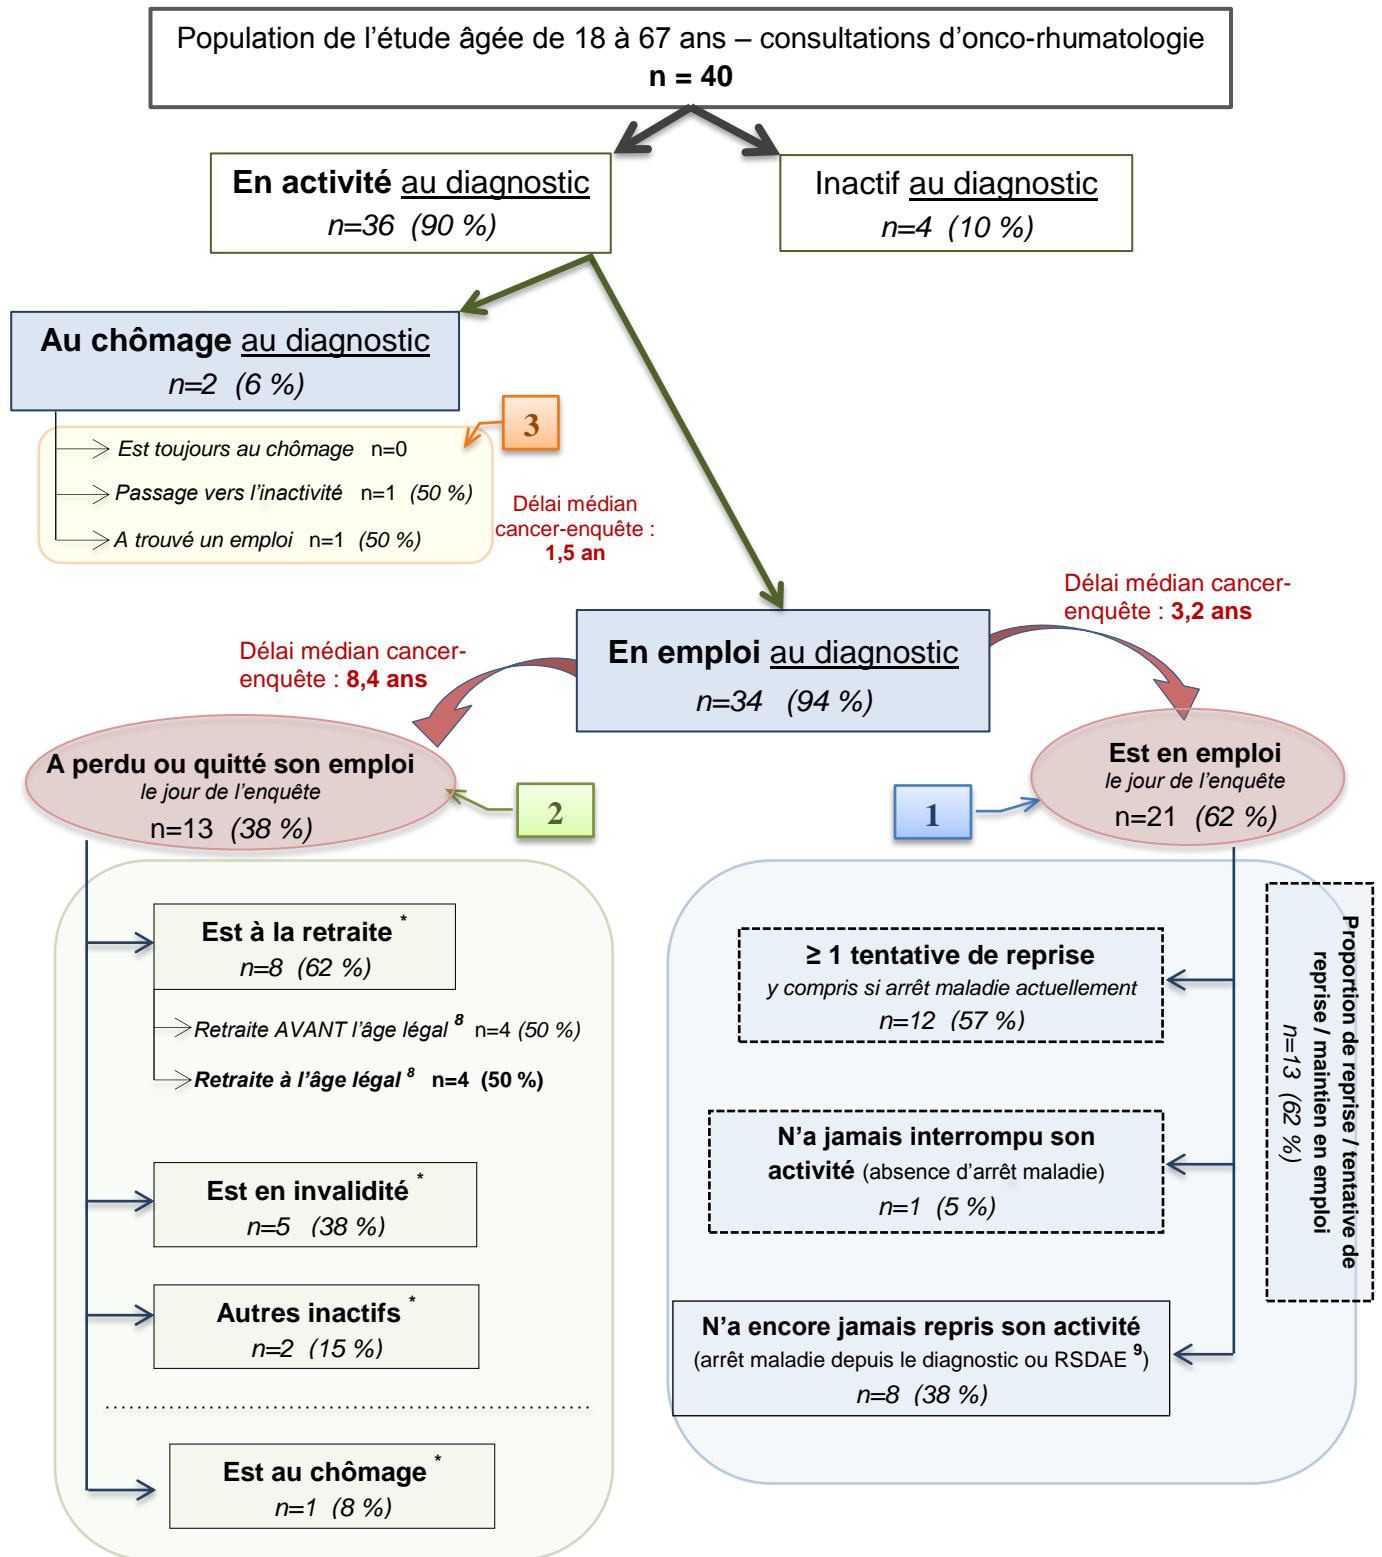 Population de l'étude âgée de 18 à 67 ans – consultations d'onco-rhumatologie
n = 40
En activité au diagnostic
n=36 (90 %)
Inactif au diagnostic
n=4 (10 %)
Au chômage au diagnostic
n=2 (6 %)
3
Est toujours au chômage n=0
Passage vers l'inactivité n=1 (50 %)
A trouvé un emploi n=1 (50 %)
Délai médian
cancer-enquête :
1,5 an
Délai médian cancer-
enquête : 3,2 ans
En emploi au diagnostic
n=34 (94 %)
Délai médian cancer-
enquête : 8,4 ans
A perdu ou quitté son emploi
le jour de l'enquête
n=13 (38 %)
2
1
Est en emploi
le jour de l'enquête
n=21 (62 %)
Est à la retraite *
n=8 (62 %)
Retraite AVANT l'âge légal 8 n=4 (50 %)
Retraite à l'âge légal 8 n=4 (50 %)
Est en invalidité *
n=5 (38 %)
Autres inactifs *
n=2 (15 %)
Est au chômage *
n=1 (8 %)
≥ 1 tentative de reprise
y compris si arrêt maladie actuellement
n=12 (57 %)
N'a jamais interrompu son
activité (absence d'arrêt maladie)
n=1 (5 %)
N'a encore jamais repris son activité
(arrêt maladie depuis le diagnostic ou RSDAE 9)
n=8 (38 %)
Proportion de reprise / tentative de
reprise / maintien en emploi
n=13 (62 %)